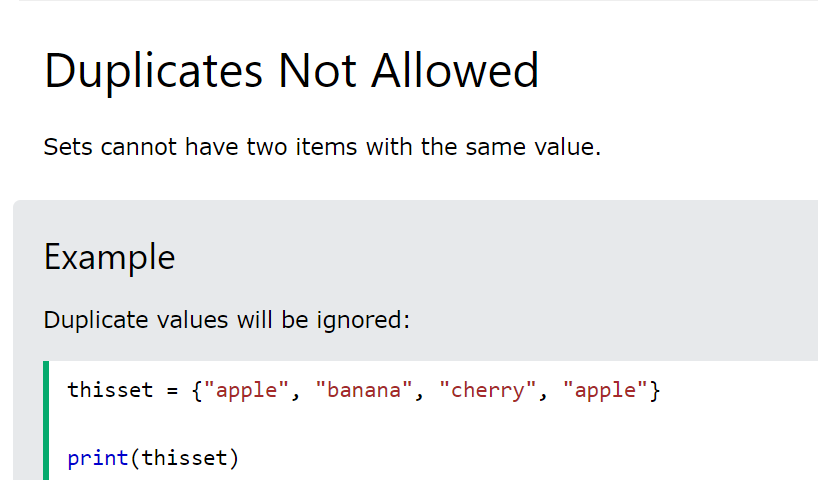 Duplicates Not Allowed
Sets cannot have two items with the same value.
Example
Duplicate values will be ignored:
thisset = {"apple", "banana", "cherry", "apple"}
print(thisset)